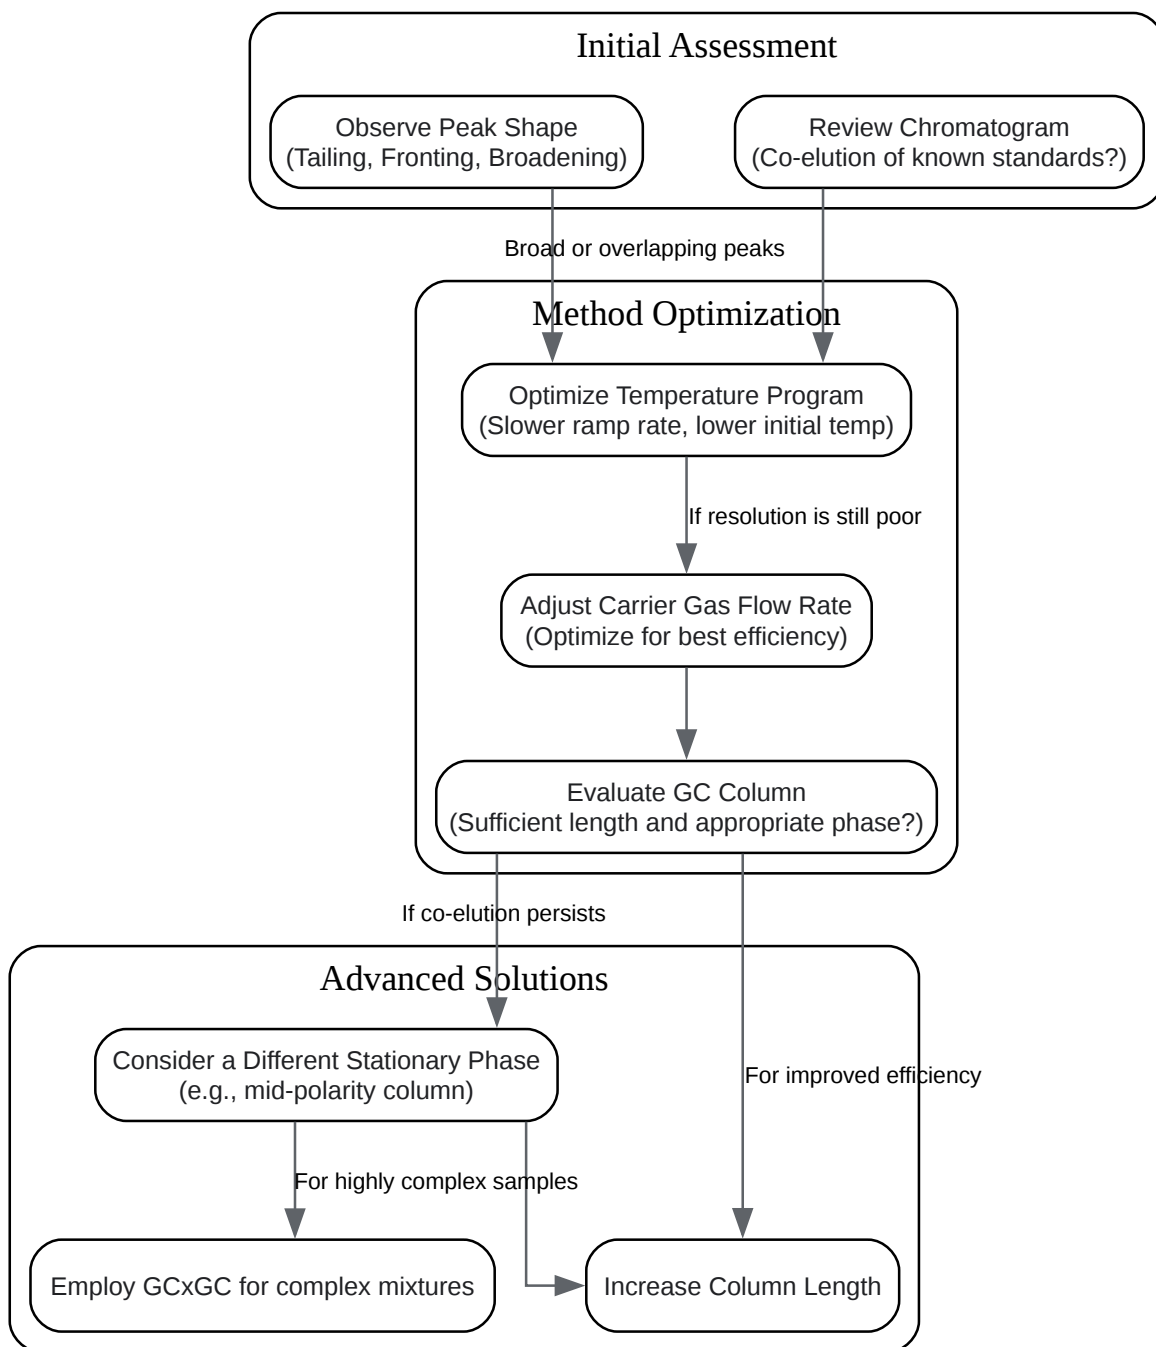 Initial Assessment
Observe Peak Shape
(Tailing, Fronting, Broadening)
Review Chromatogram
(Co-elution of known standards?)
Broad or overlapping peaks
Method Optimization
Optimize Temperature Program
(Slower ramp rate, lower initial temp)
If resolution is still poor
Adjust Carrier Gas Flow Rate
(Optimize for best efficiency)
Evaluate GC Column
(Sufficient length and appropriate phase?)
If co-elution persists
Advanced Solutions
Consider a Different Stationary Phase
(e.g., mid-polarity column)
For improved efficiency
For highly complex samples
Employ GCxGC for complex mixtures
Increase Column Length